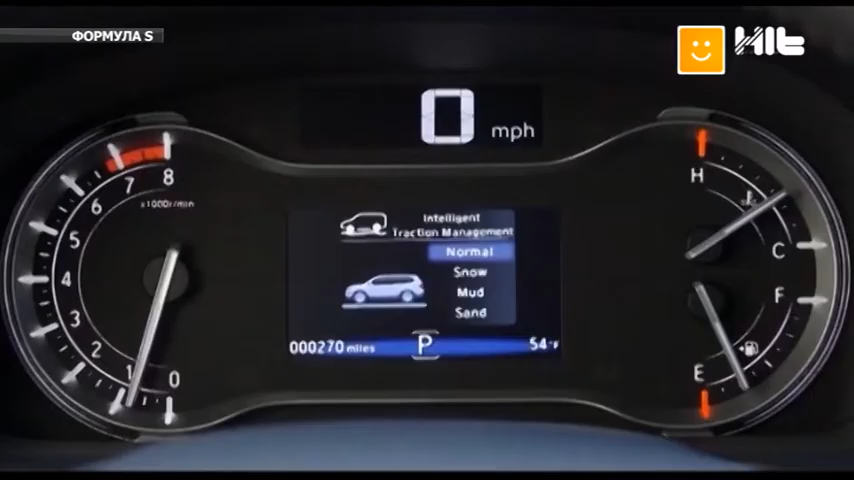 ФОРМУЛА S
Hit
0 mph
8
7
6
5
4
3
2
1
0
x1000r/min
Intelligent
Traction Management
Normal
Snow
Mud
Sand
000270 miles
P
54°F
H
C
F
E